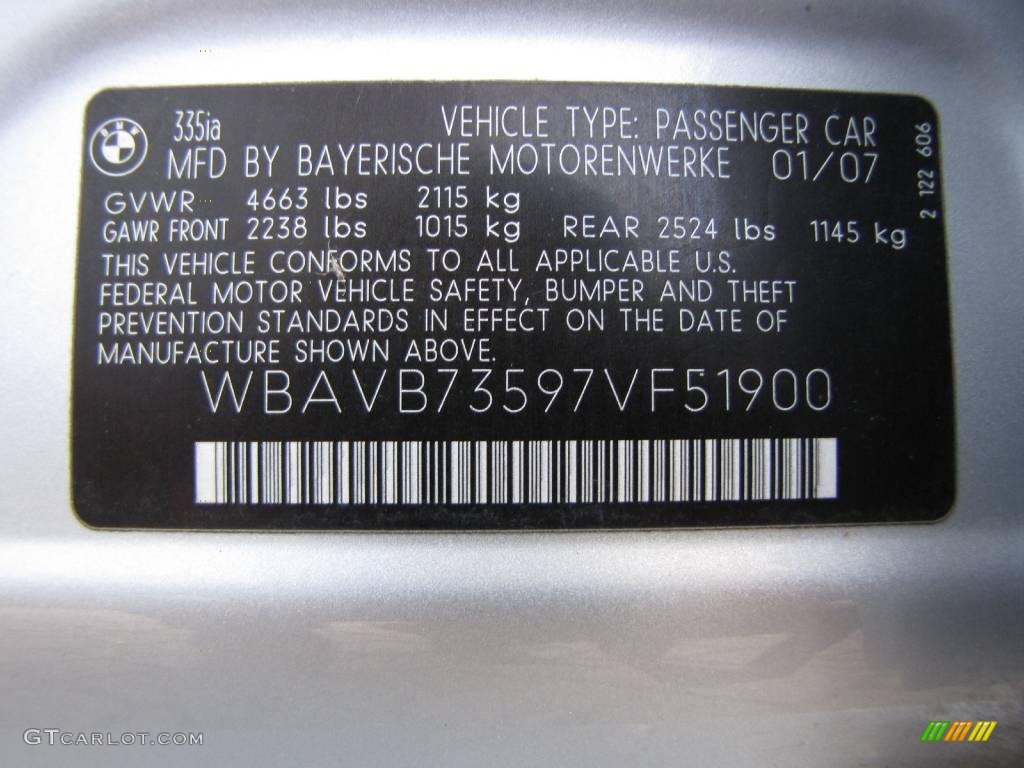 335ia VEHICLE TYPE: PASSENGER CAR
MFD BY BAYERISCHE MOTORENWERKE 01/07
GVWR 4663 lbs 2115 kg
GAWR FRONT 2238 lbs 1015 kg REAR 2524 lbs 1145 kg
THIS VEHICLE CONFORMS TO ALL APPLICABLE U.S.
FEDERAL MOTOR VEHICLE SAFETY, BUMPER AND THEFT
PREVENTION STANDARDS IN EFFECT ON THE DATE OF
MANUFACTURE SHOWN ABOVE.
WBAVB73597VF51900
2 122 606
BMW
GTCARLOT.COM